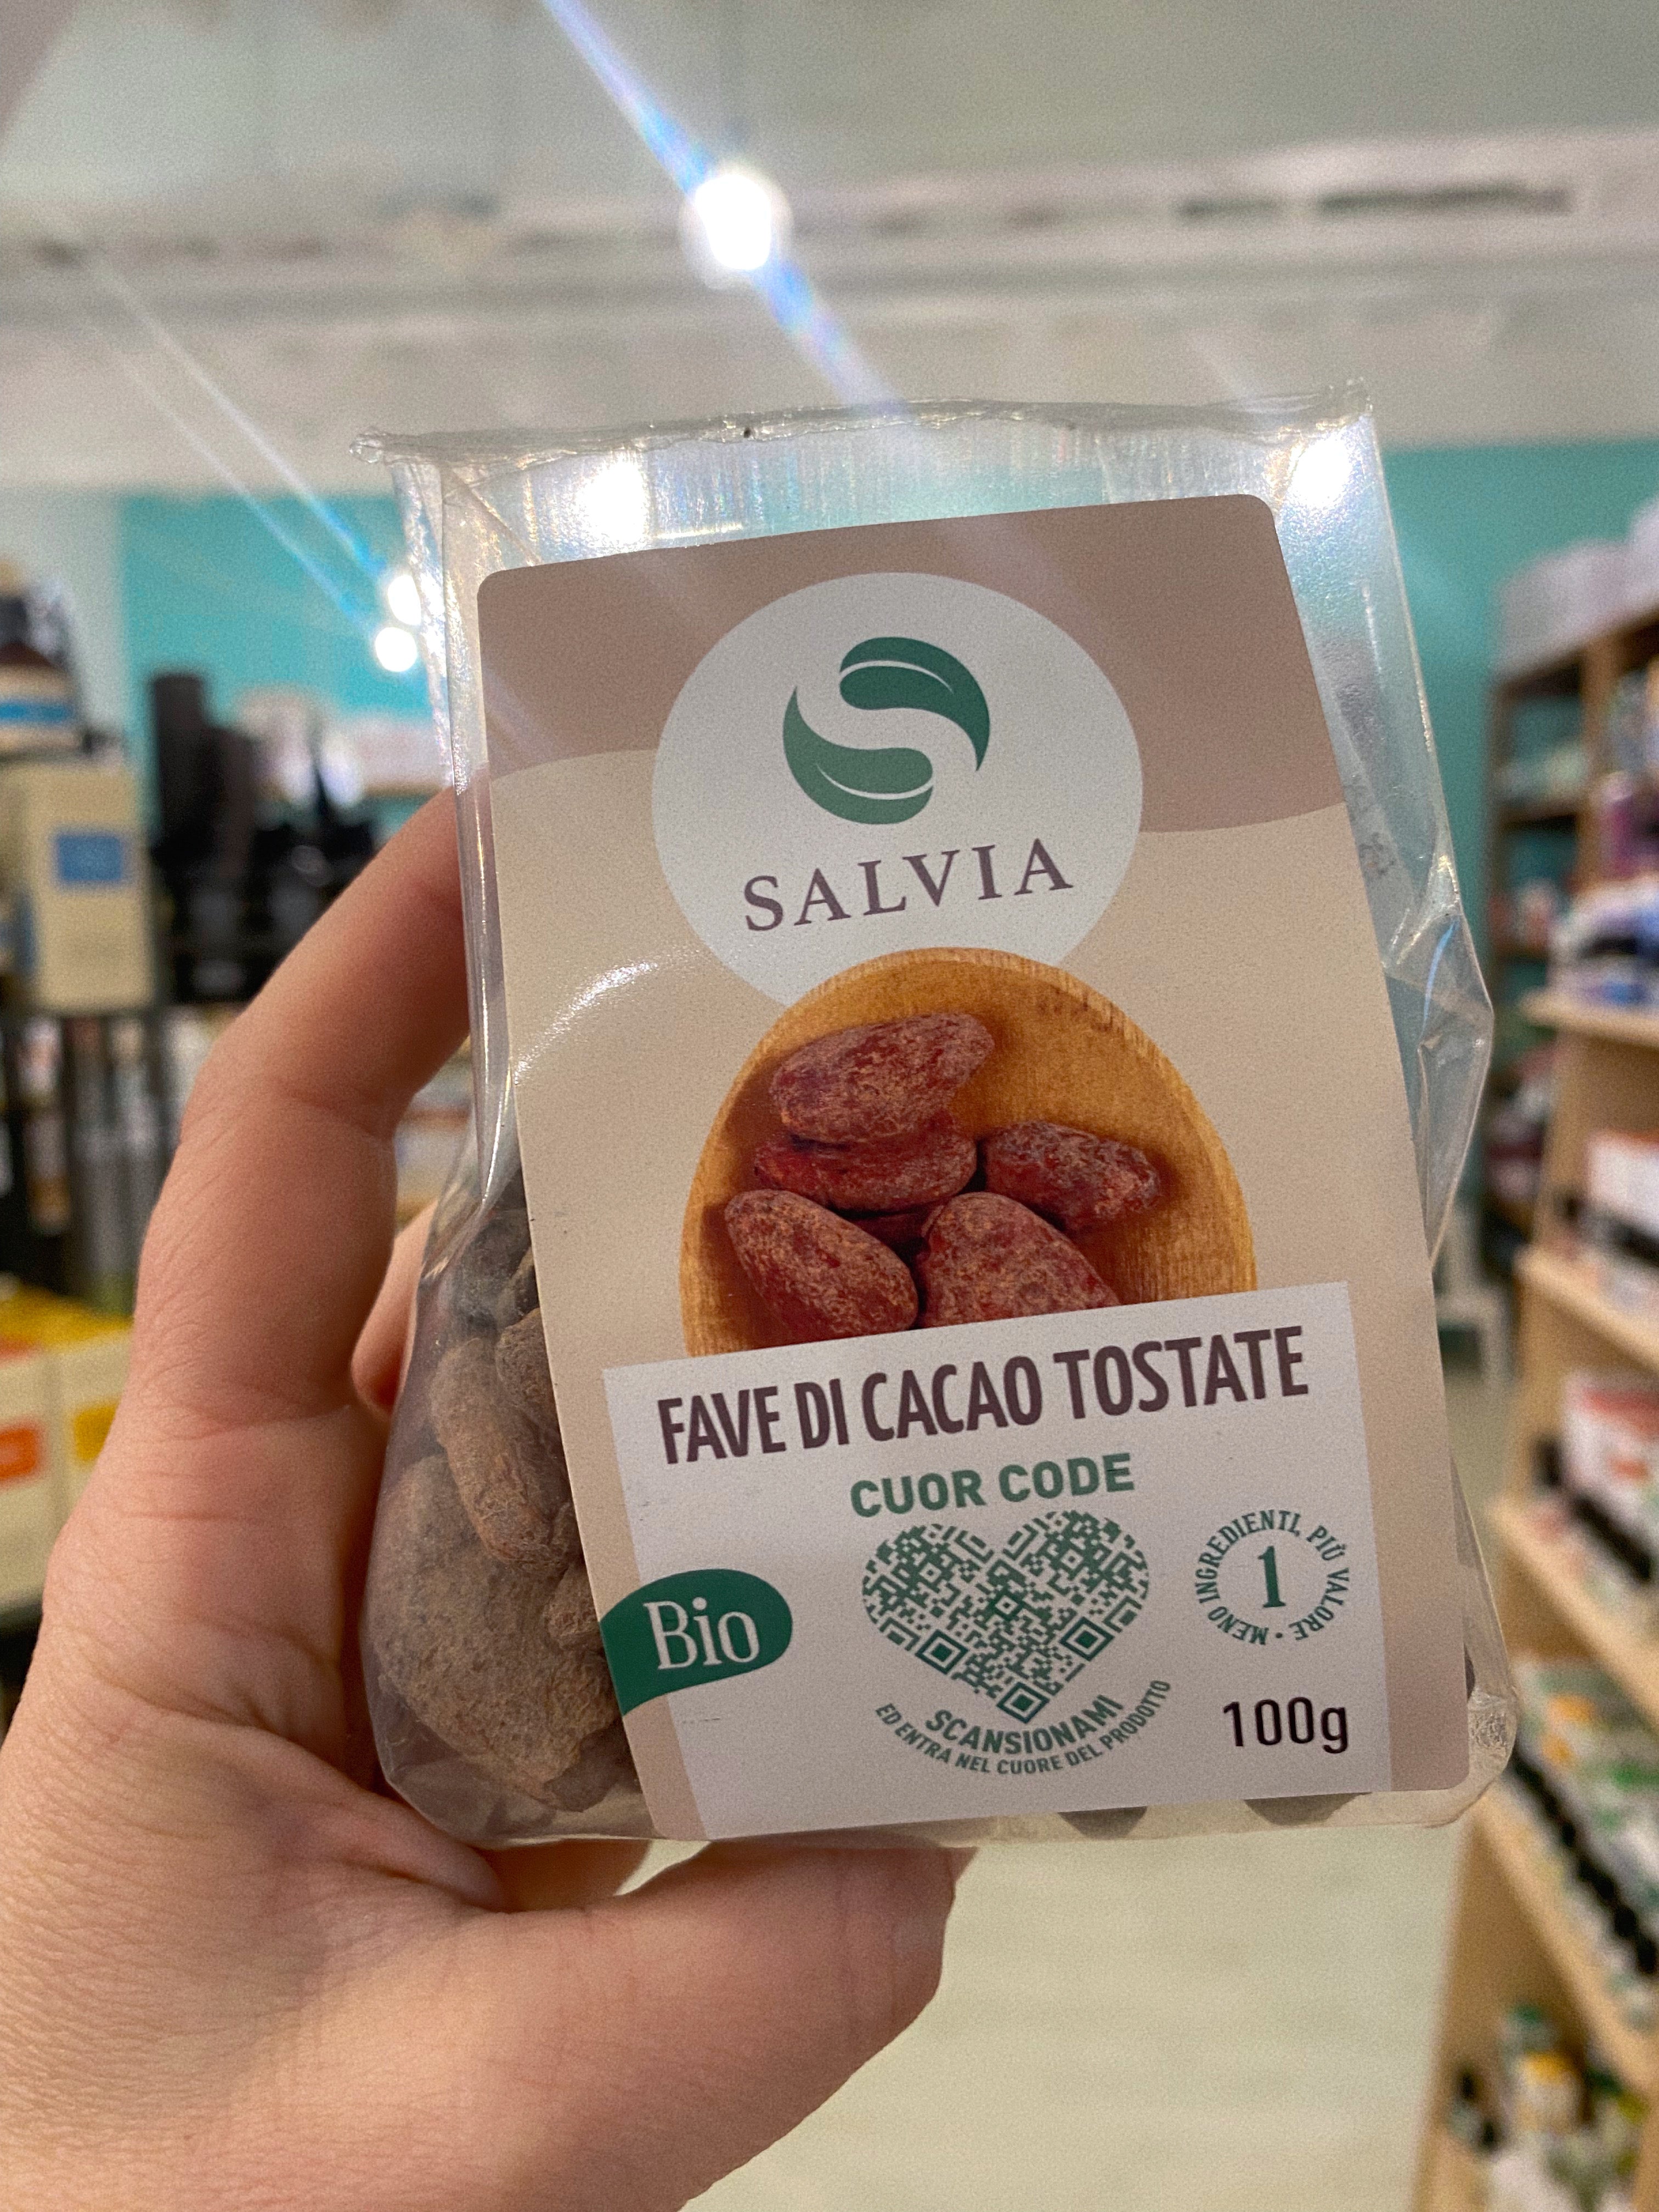 SALVIA
FAVE DI CACAO TOSTATE
CUOR CODE
Bio
MENO INGREDIENTI, PIÙ VALORE •
1
SCANSIONAMI
ED ENTRA NEL CUORE DEL PRODOTTO
100g